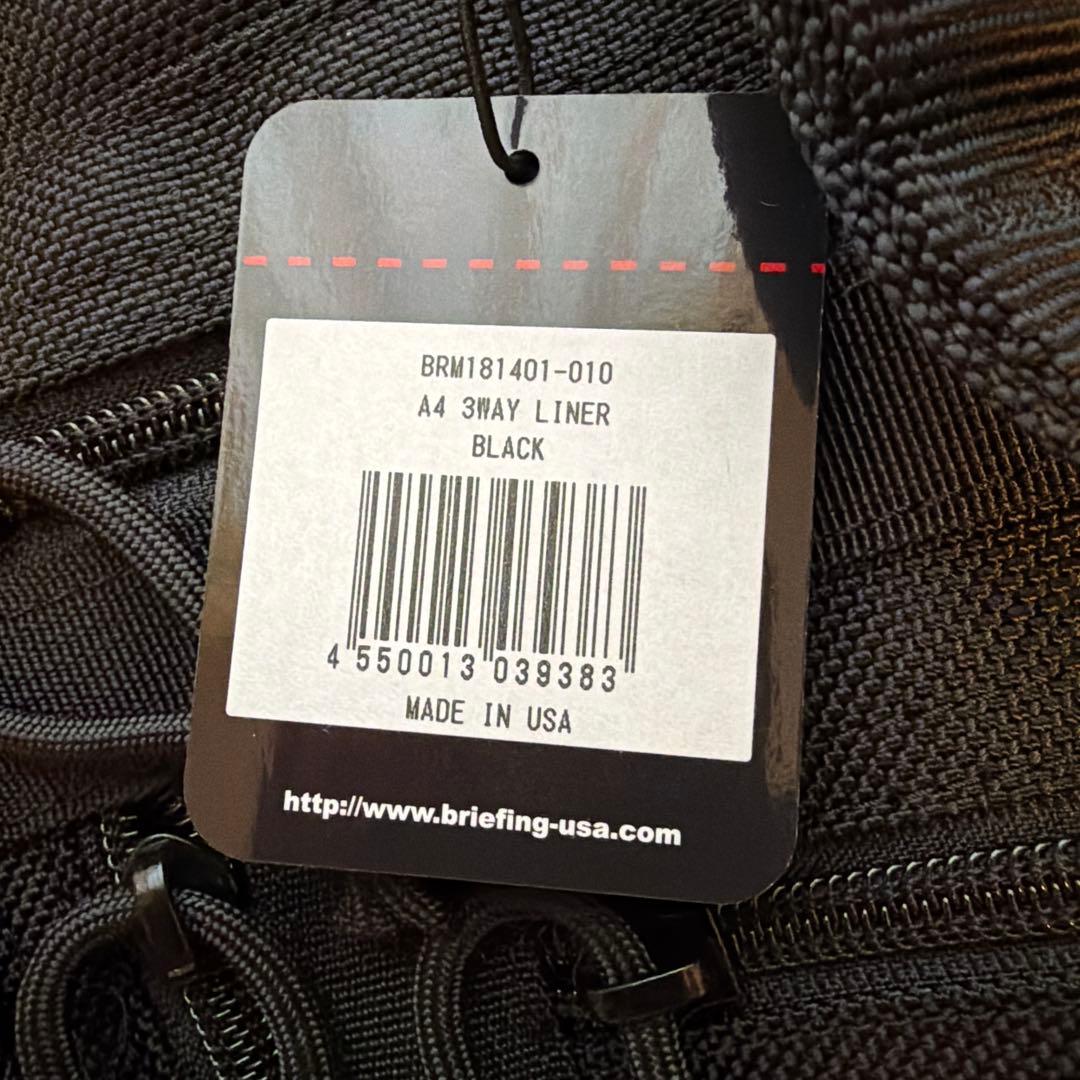 BRM181401-010
A4 3WAY LINER
BLACK
4 550013 039383
MADE IN USA
http://www.briefing-usa.com